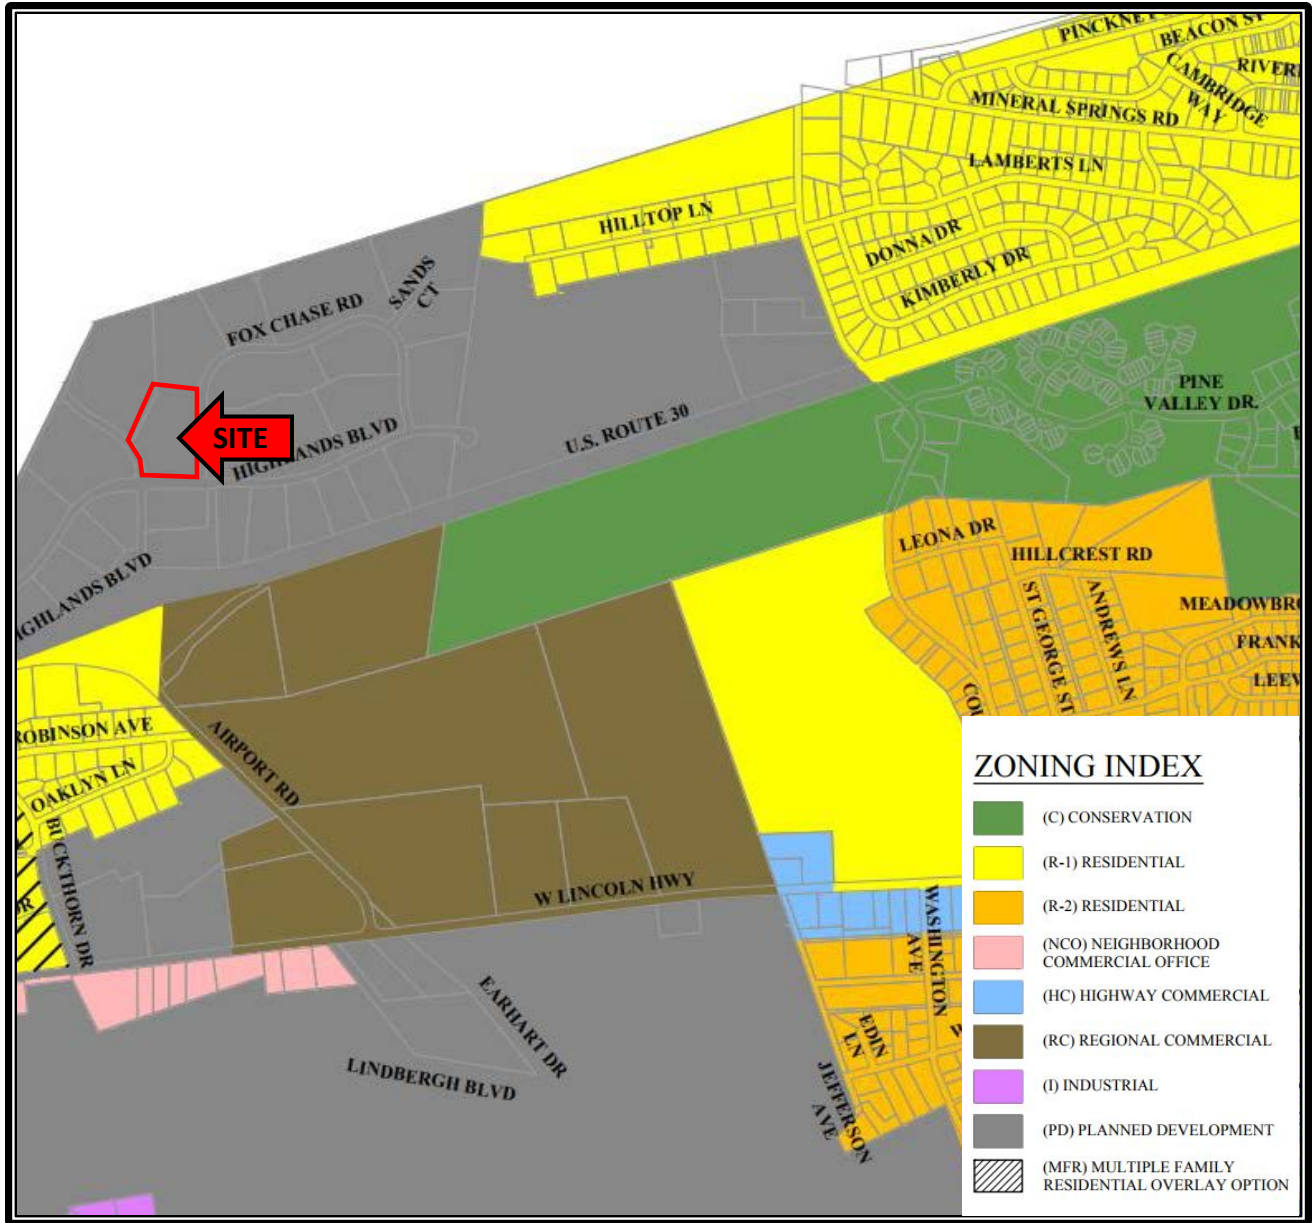 PINCKNEY
BEACON ST
CAMBRIDGE
WAY
MINERAL SPRINGS RD
LAMBERTS LN
HILLTOP LN
DONNA DR
KIMBERLY DR
SANDS
CT
FOX CHASE RD
SITE
HIGHLANDS BLVD
U.S. ROUTE 30
PINE
VALLEY DR.
LEONA DR
HILLCREST RD
IGHLANDS BLVD
ST GEORGE ST
ANDREWS LN
MEADOWBRO
FRANK
LEEV
COU
ROBINSON AVE
AIRPORT RD
OAKLYN LN
BUCKTHORN DR
DR
W LINCOLN HWY
WASHINGTON
AVE
EARHART DR
EDIN
LN
LINDBERGH BLVD
JEFFERSON
AVE
ZONING INDEX
(C) CONSERVATION
(R-1) RESIDENTIAL
(R-2) RESIDENTIAL
(NCO) NEIGHBORHOOD
COMMERCIAL OFFICE
(HC) HIGHWAY COMMERCIAL
(RC) REGIONAL COMMERCIAL
(I) INDUSTRIAL
(PD) PLANNED DEVELOPMENT
(MFR) MULTIPLE FAMILY
RESIDENTIAL OVERLAY OPTION